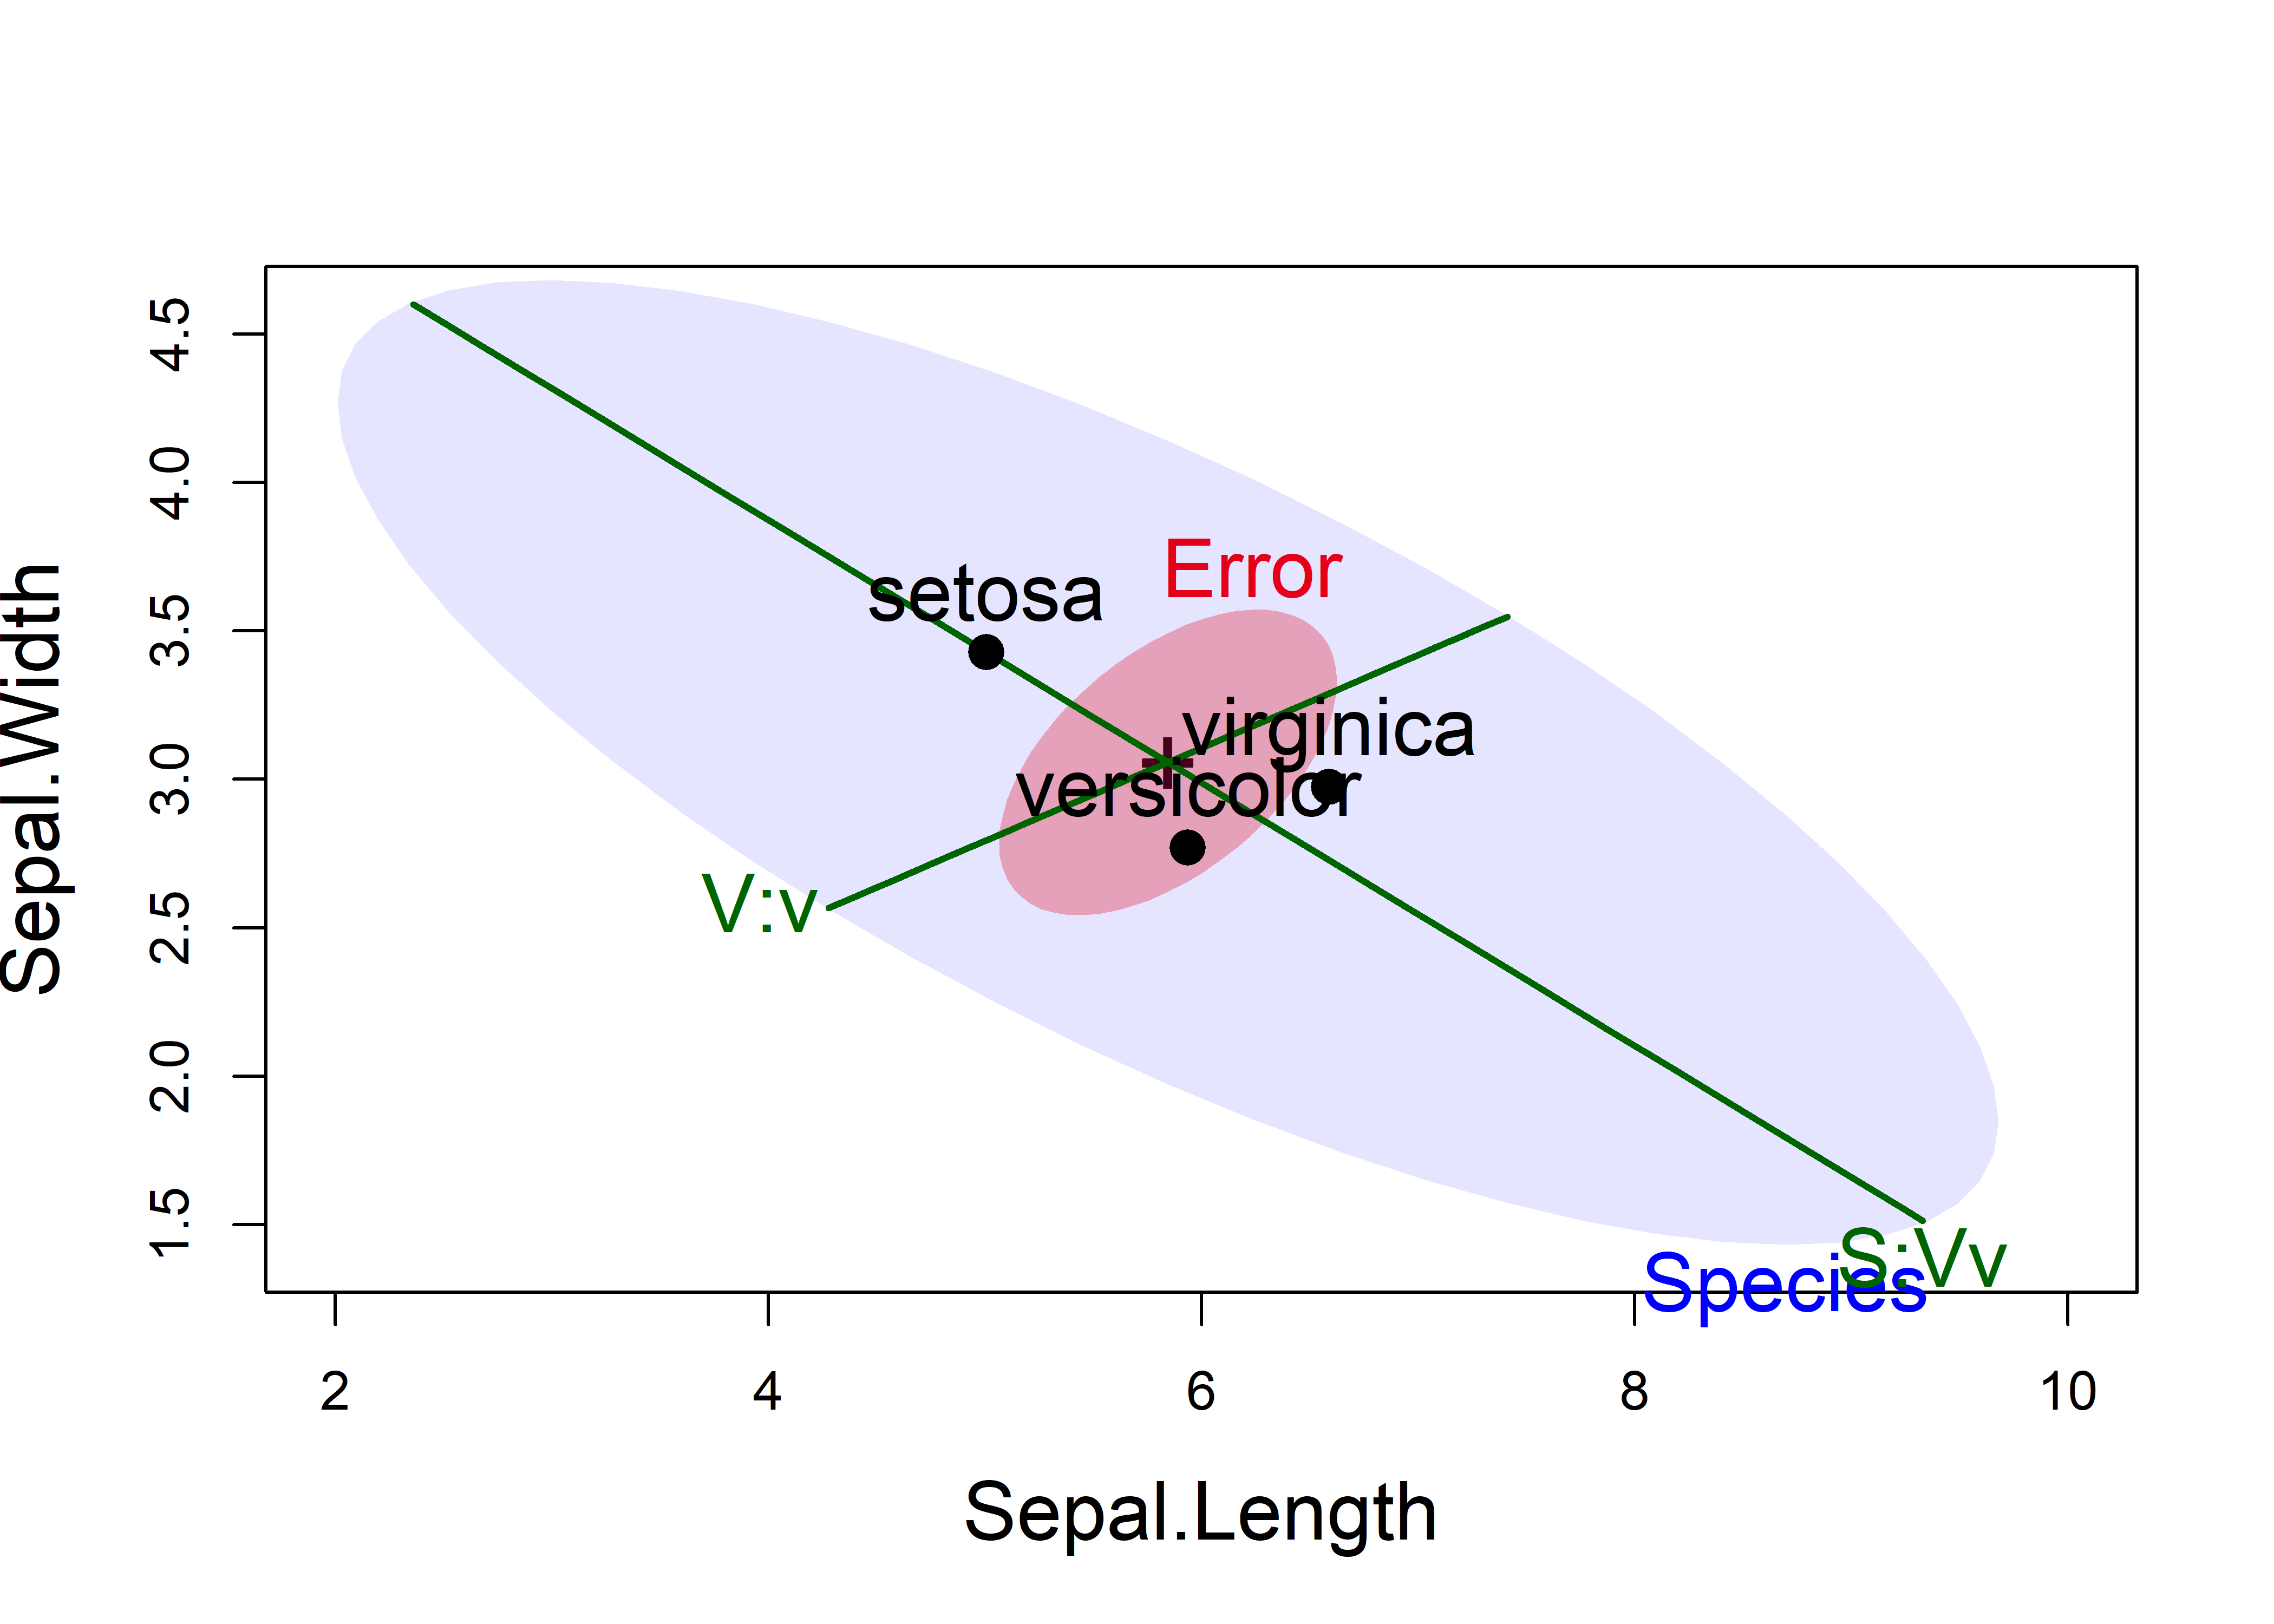 Sepal.Width
4.5
4.0
3.5
3.0
2.5
2.0
1.5
Error
setosa
virginica
versicolor
V:v
S:Vv
Species
2 4 6 8 10
Sepal.Length